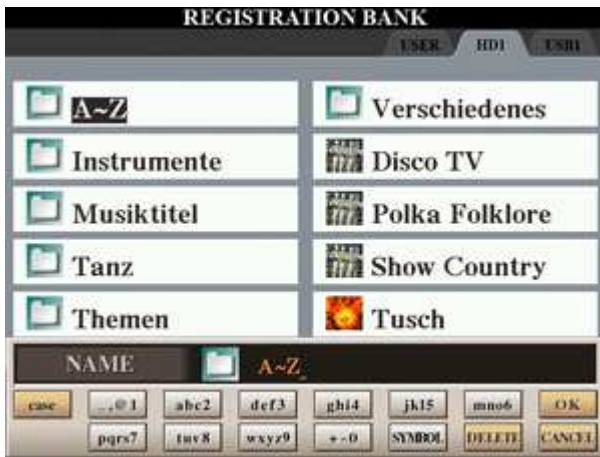 REGISTRATION BANK
USER HD1 USB1
A~Z Verschiedenes
Instrumente Disco TV
Musiktitel Polka Folklore
Tanz Show Country
Themen Tusch
NAME A~Z_
case ._,@1 abc2 def3 ghi4 jkl5 mno6 OK
pqrs7 tuv8 wxyz9 +-0 SYMBOL DELETE CANCEL